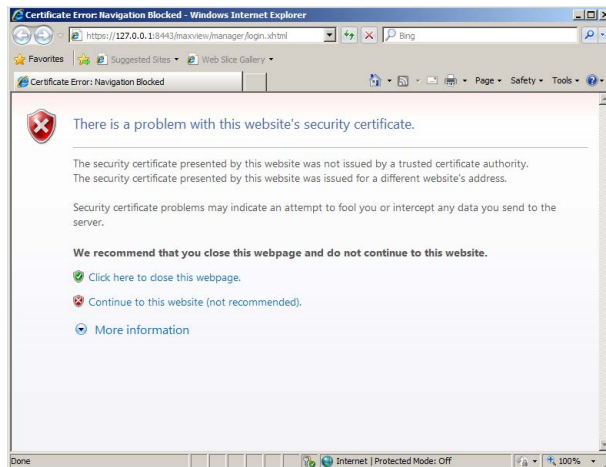 Certificate Error: Navigation Blocked - Windows Internet Explorer
https://127.0.0.1:8443/maxview/manager/login.xhtml
Bing
Favorites Suggested Sites Web Slice Gallery
Certificate Error: Navigation Blocked Page Safety Tools
There is a problem with this website's security certificate.
The security certificate presented by this website was not issued by a trusted certificate authority.
The security certificate presented by this website was issued for a different website's address.
Security certificate problems may indicate an attempt to fool you or intercept any data you send to the
server.
We recommend that you close this webpage and do not continue to this website.
Click here to close this webpage.
Continue to this website (not recommended).
More information
Done Internet | Protected Mode: Off 100%